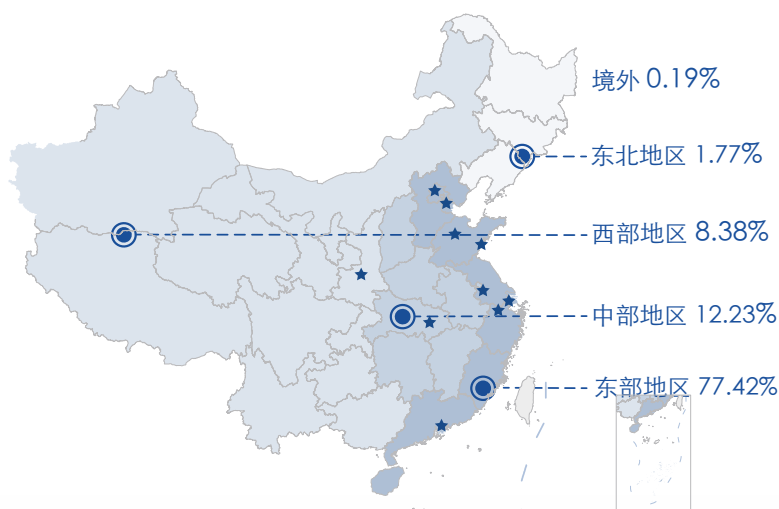 境外 0.19%
东北地区 1.77%
西部地区 8.38%
中部地区 12.23%
东部地区 77.42%